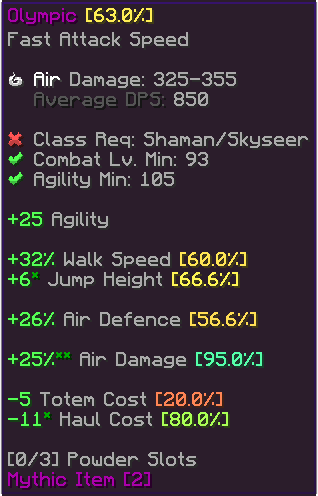 Olympic [63.0%]
Fast Attack Speed
Air Damage: 325-355
Average DPS: 850
✖ Class Req: Shaman/Skyseer
✔ Combat Lv. Min: 93
✔ Agility Min: 105
+25 Agility
+32% Walk Speed [60.0%]
+6* Jump Height [66.6%]
+26% Air Defence [56.6%]
+25%** Air Damage [95.0%]
-5 Totem Cost [20.0%]
-11* Haul Cost [80.0%]
[0/3] Powder Slots
Mythic Item [2]